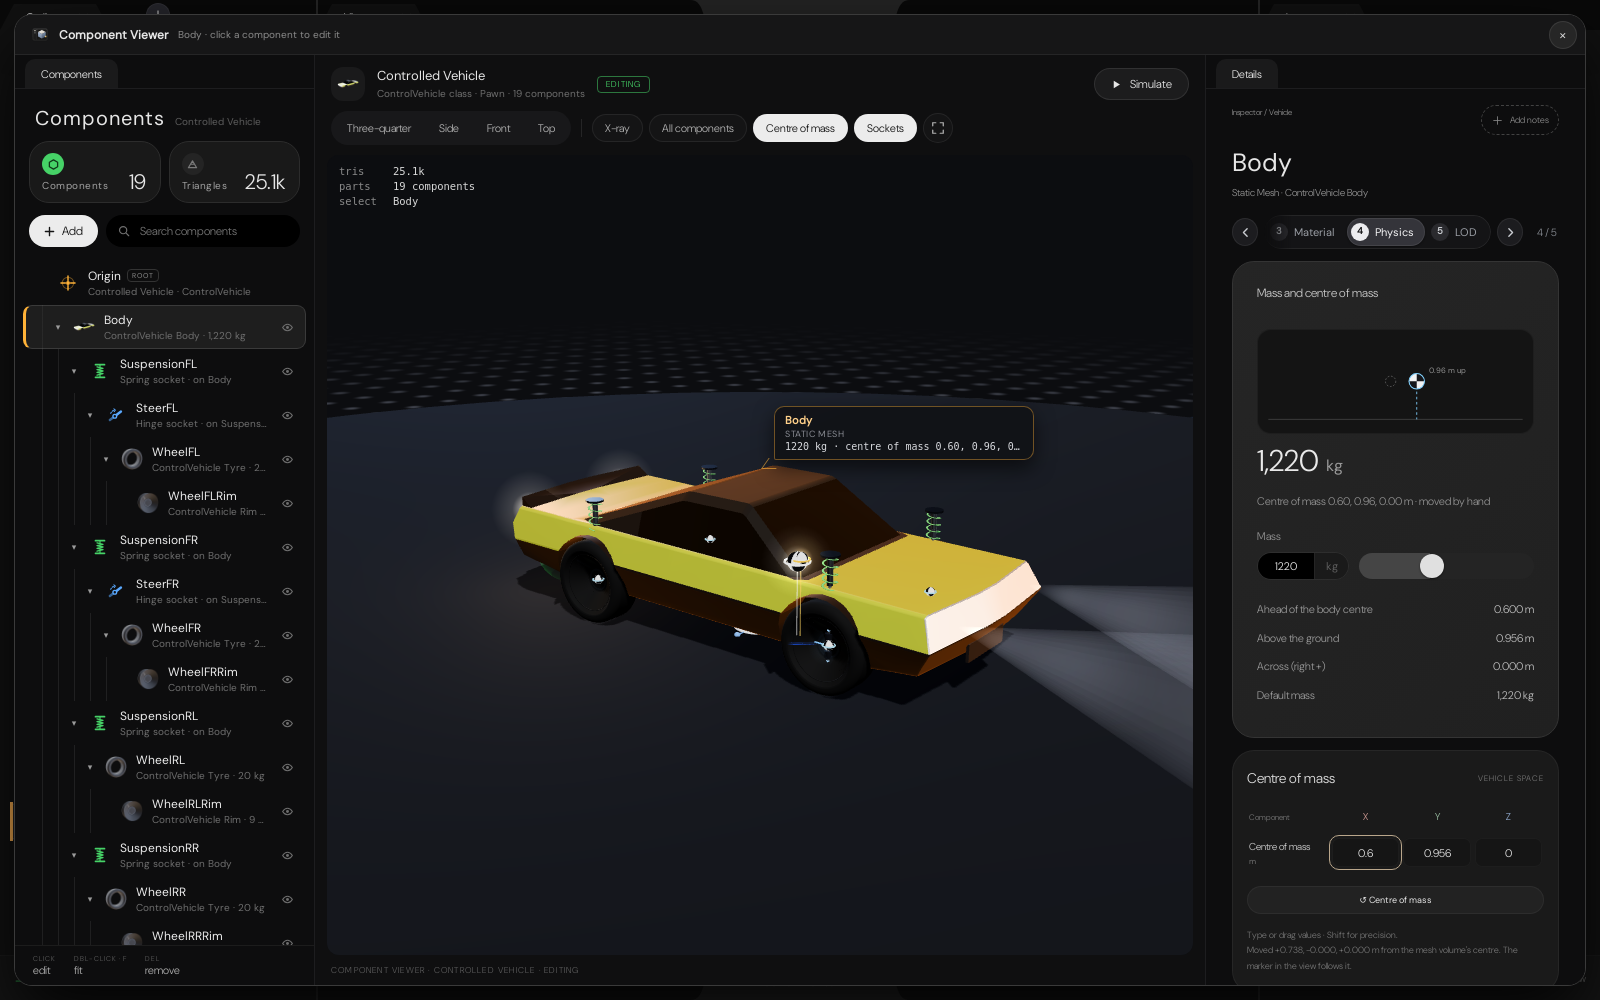 Component Viewer Body · click a component to edit it ×
Components
Components Controlled Vehicle
Components 19
Triangles 25.1k
+ Add Search components
Origin ROOT
Controlled Vehicle · ControlVehicle
Body
ControlVehicle Body · 1,220 kg
SuspensionFL
Spring socket · on Body
SteerFL
Hinge socket · on Suspens…
WheelFL
ControlVehicle Tyre · 2…
WheelFLRim
ControlVehicle Rim …
SuspensionFR
Spring socket · on Body
SteerFR
Hinge socket · on Suspens…
WheelFR
ControlVehicle Tyre · 2…
WheelFRRim
ControlVehicle Rim …
SuspensionRL
Spring socket · on Body
WheelRL
ControlVehicle Tyre · 20 kg
WheelRLRim
ControlVehicle Rim · 9 …
SuspensionRR
Spring socket · on Body
WheelRR
ControlVehicle Tyre · 20 kg
WheelRRRim
CLICK DBL-CLICK · F DEL
edit fit remove
Controlled Vehicle
ControlVehicle class · Pawn · 19 components
EDITING
Simulate
Three-quarter Side Front Top X-ray All components Centre of mass Sockets
tris 25.1k
parts 19 components
select Body
Body
STATIC MESH
1220 kg · centre of mass 0.60, 0.96, 0…
COMPONENT VIEWER · CONTROLLED VEHICLE · EDITING
Details
Inspector / Vehicle
+ Add notes
Body
Static Mesh · ControlVehicle Body
3 Material 4 Physics 5 LOD 4 / 5
Mass and centre of mass
0.96 m up
1,220 kg
Centre of mass 0.60, 0.96, 0.00 m · moved by hand
Mass
1220 kg
Ahead of the body centre 0.600 m
Above the ground 0.956 m
Across (right +) 0.000 m
Default mass 1,220 kg
Centre of mass VEHICLE SPACE
Component X Y Z
Centre of mass 0.6 0.956 0
m
↺ Centre of mass
Type or drag values · Shift for precision.
Moved +0.738, -0.000, +0.000 m from the mesh volume's centre. The
marker in the view follows it.